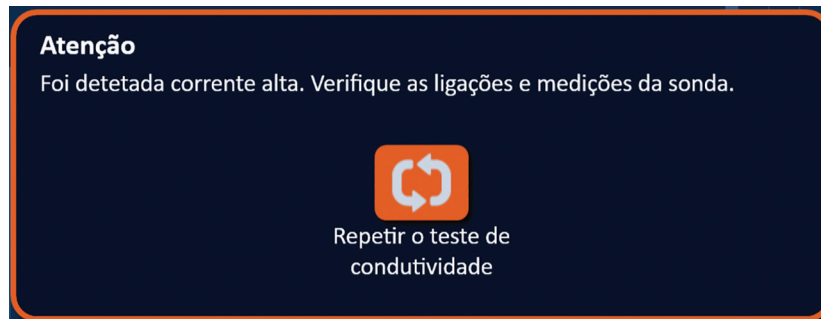 Atenção
Foi detetada corrente alta. Verifique as ligações e medições da sonda.
Repetir o teste de
condutividade